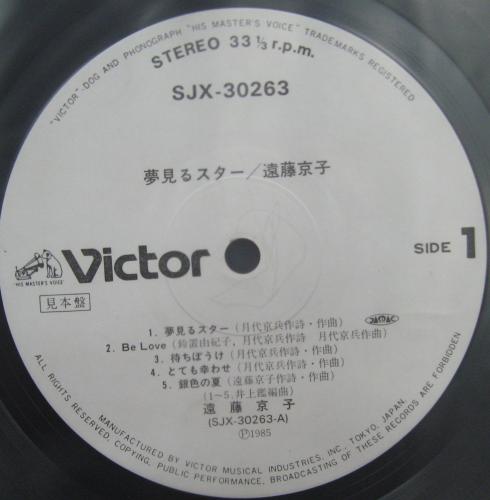 "VICTOR"-DOG AND PHONOGRAPH "HIS MASTER'S VOICE" TRADEMARKS REGISTERED
STEREO 33 ⅓ r.p.m.
SJX-30263
夢見るスター/遠藤京子
Victor
"HIS MASTER'S VOICE"
SIDE 1
見本盤
JASRAC
1. 夢見るスター(月代京兵作詩・作曲)
2. Be Love(鈴置由紀子,月代京兵作詩 月代京兵作曲)
3. 待ちぼうけ(月代京兵作詩・作曲)
4. とても幸わせ(月代京兵作詩・作曲)
5. 銀色の夏(遠藤京子作詩・作曲)
(1〜5.井上鑑編曲)
遠藤京子
(SJX-30263-A)
Ⓟ1985
MANUFACTURED BY VICTOR MUSICAL INDUSTRIES, INC. TOKYO, JAPAN.
ALL RIGHTS RESERVED. COPYING, PUBLIC PERFORMANCE, BROADCASTING OF THESE RECORDS ARE FORBIDDEN